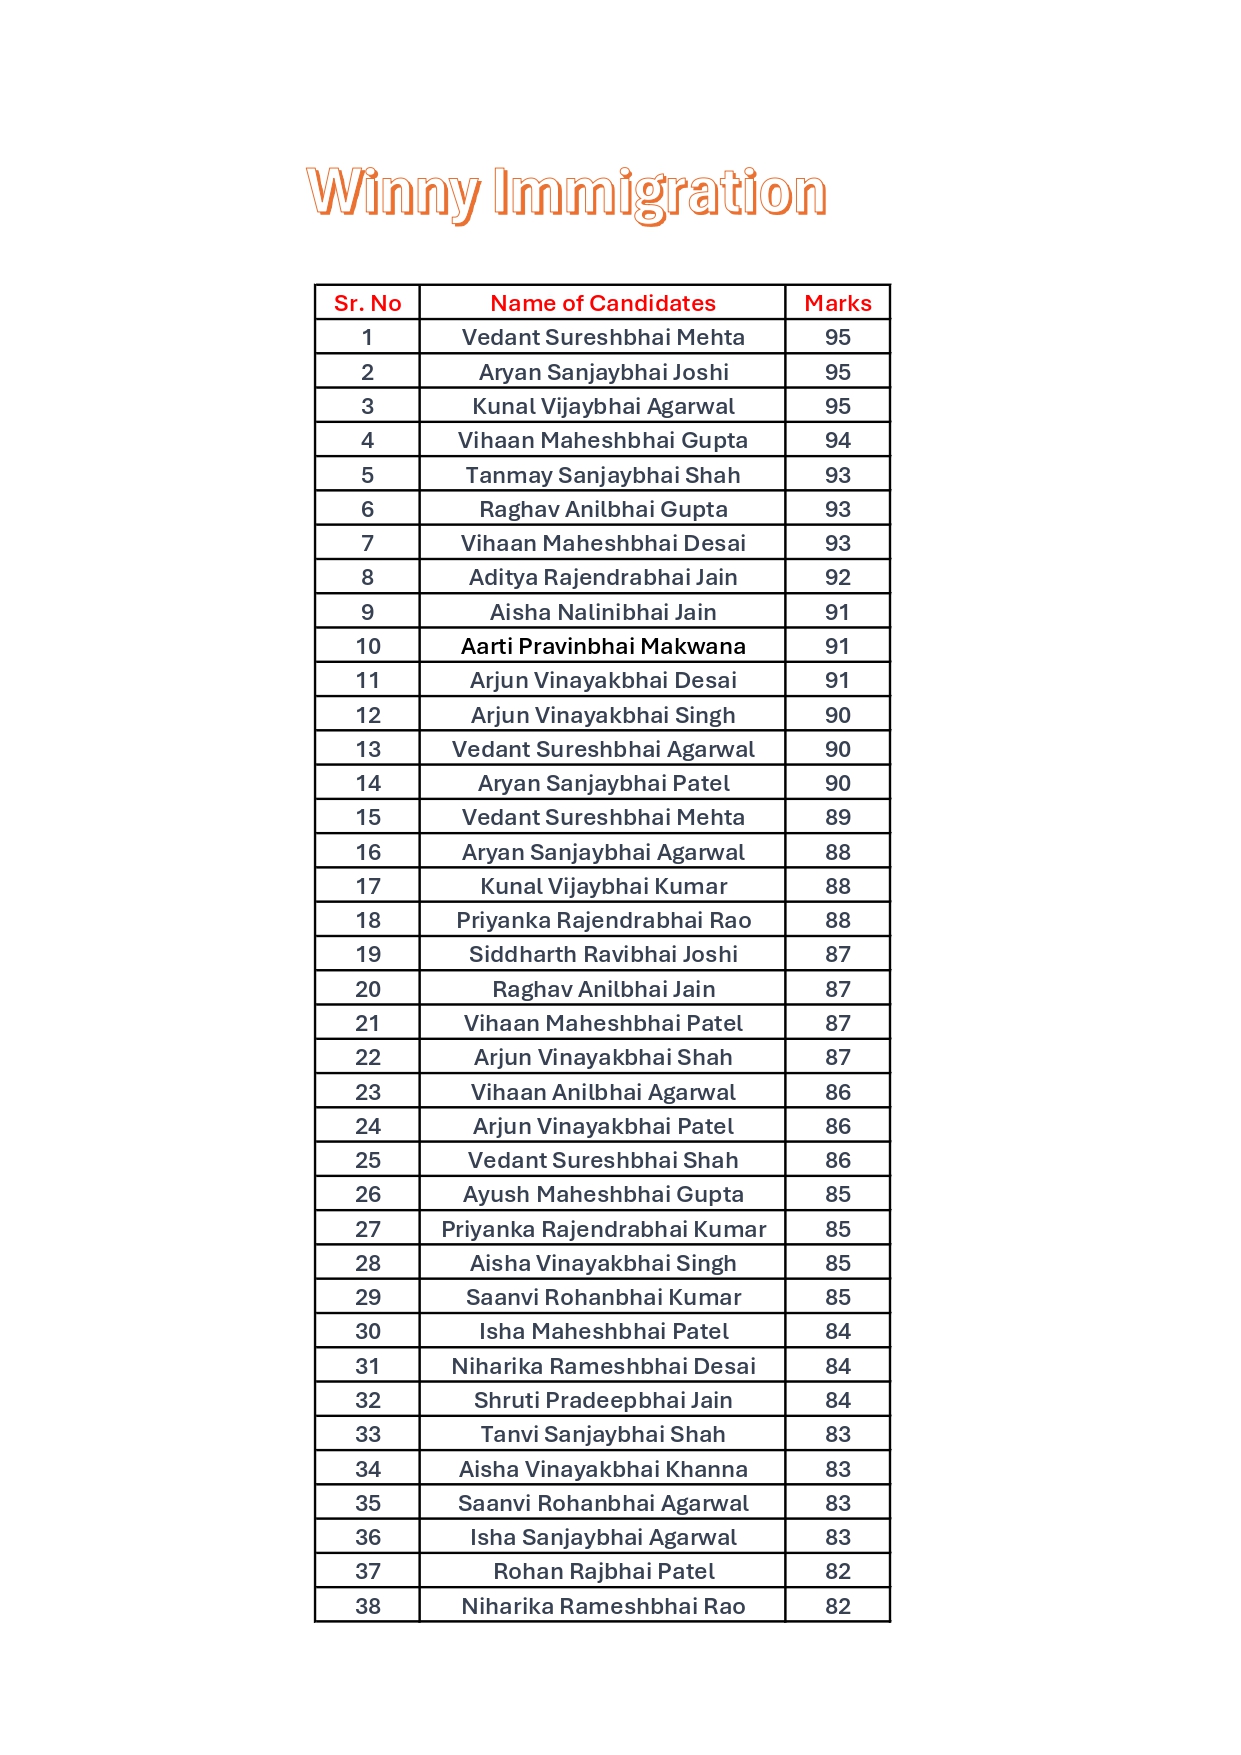 Winny Immigration
Sr. No Name of Candidates Marks
1 Vedant Sureshbhai Mehta 95
2 Aryan Sanjaybhai Joshi 95
3 Kunal Vijaybhai Agarwal 95
4 Vihaan Maheshbhai Gupta 94
5 Tanmay Sanjaybhai Shah 93
6 Raghav Anilbhai Gupta 93
7 Vihaan Maheshbhai Desai 93
8 Aditya Rajendrabhai Jain 92
9 Aisha Nalinibhai Jain 91
10 Aarti Pravinbhai Makwana 91
11 Arjun Vinayakbhai Desai 91
12 Arjun Vinayakbhai Singh 90
13 Vedant Sureshbhai Agarwal 90
14 Aryan Sanjaybhai Patel 90
15 Vedant Sureshbhai Mehta 89
16 Aryan Sanjaybhai Agarwal 88
17 Kunal Vijaybhai Kumar 88
18 Priyanka Rajendrabhai Rao 88
19 Siddharth Ravibhai Joshi 87
20 Raghav Anilbhai Jain 87
21 Vihaan Maheshbhai Patel 87
22 Arjun Vinayakbhai Shah 87
23 Vihaan Anilbhai Agarwal 86
24 Arjun Vinayakbhai Patel 86
25 Vedant Sureshbhai Shah 86
26 Ayush Maheshbhai Gupta 85
27 Priyanka Rajendrabhai Kumar 85
28 Aisha Vinayakbhai Singh 85
29 Saanvi Rohanbhai Kumar 85
30 Isha Maheshbhai Patel 84
31 Niharika Rameshbhai Desai 84
32 Shruti Pradeepbhai Jain 84
33 Tanvi Sanjaybhai Shah 83
34 Aisha Vinayakbhai Khanna 83
35 Saanvi Rohanbhai Agarwal 83
36 Isha Sanjaybhai Agarwal 83
37 Rohan Rajbhai Patel 82
38 Niharika Rameshbhai Rao 82